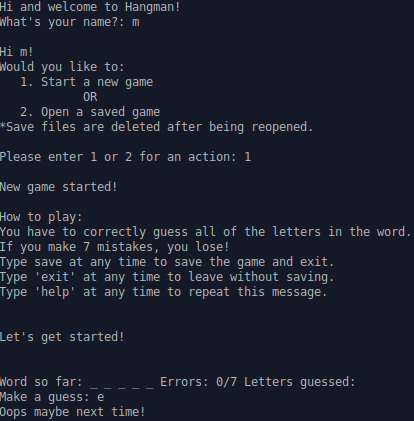 Hi and welcome to Hangman!
What's your name?: m
Hi m!
Would you like to:
1. Start a new game
OR
2. Open a saved game
*Save files are deleted after being reopened.
Please enter 1 or 2 for an action: 1
New game started!
How to play:
You have to correctly guess all of the letters in the word.
If you make 7 mistakes, you lose!
Type save at any time to save the game and exit.
Type 'exit' at any time to leave without saving.
Type 'help' at any time to repeat this message.
Let's get started!
Word so far: _ _ _ _ _ Errors: 0/7 Letters guessed:
Make a guess: e
Oops maybe next time!